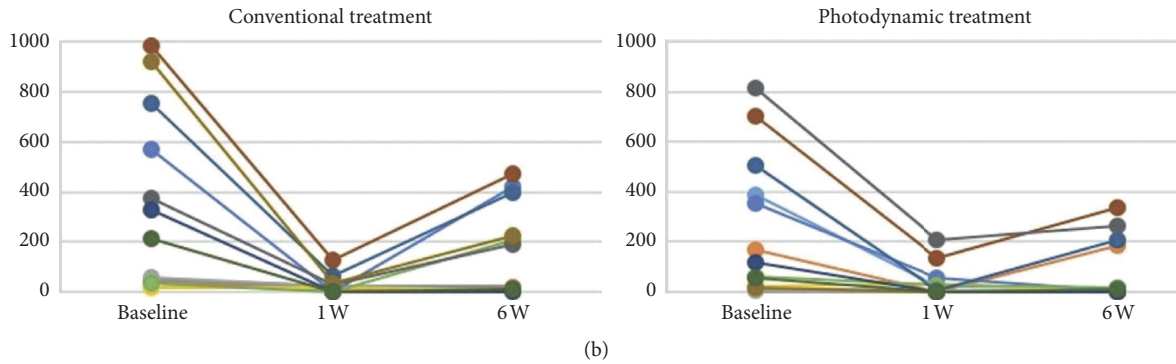 Conventional treatment
1000
800
600
400
200
0
Baseline
1 W
6 W
Photodynamic treatment
1000
800
600
400
200
0
Baseline
1 W
6 W
(b)